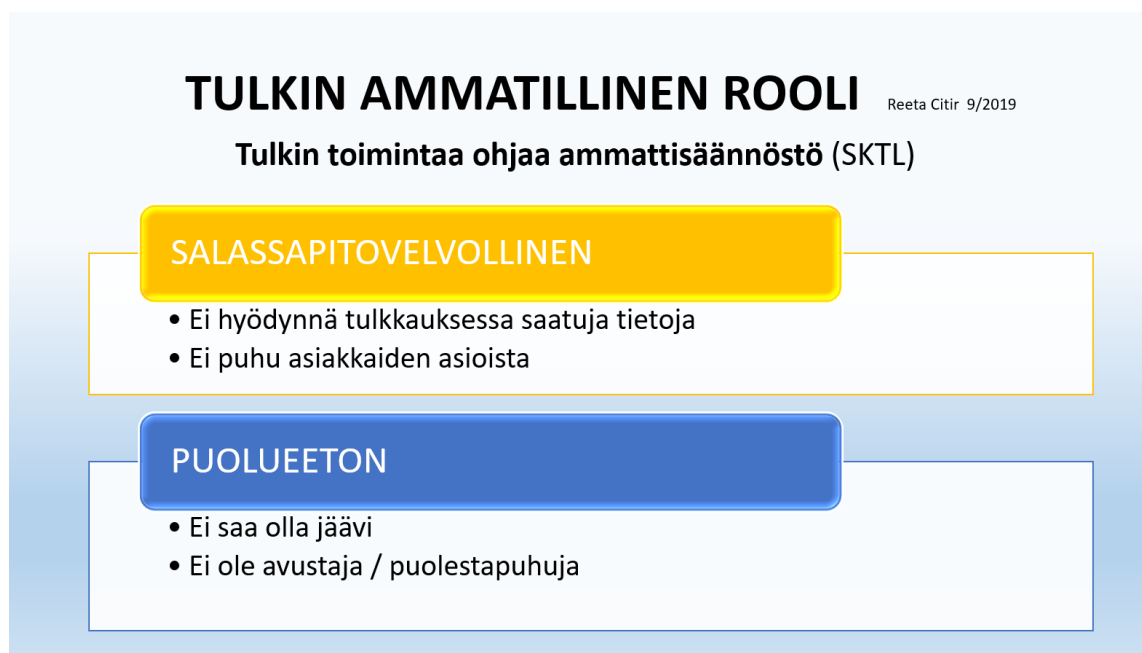 TULKIN AMMATILLINEN ROOLI Reeta Citir 9/2019
Tulkin toimintaa ohjaa ammattisäännöstö (SKTL)
SALASSAPITOVELVOLLINEN
• Ei hyödynnä tulkkauksessa saatuja tietoja
• Ei puhu asiakkaiden asioista
PUOLUEETON
• Ei saa olla jäävi
• Ei ole avustaja / puolestapuhuja